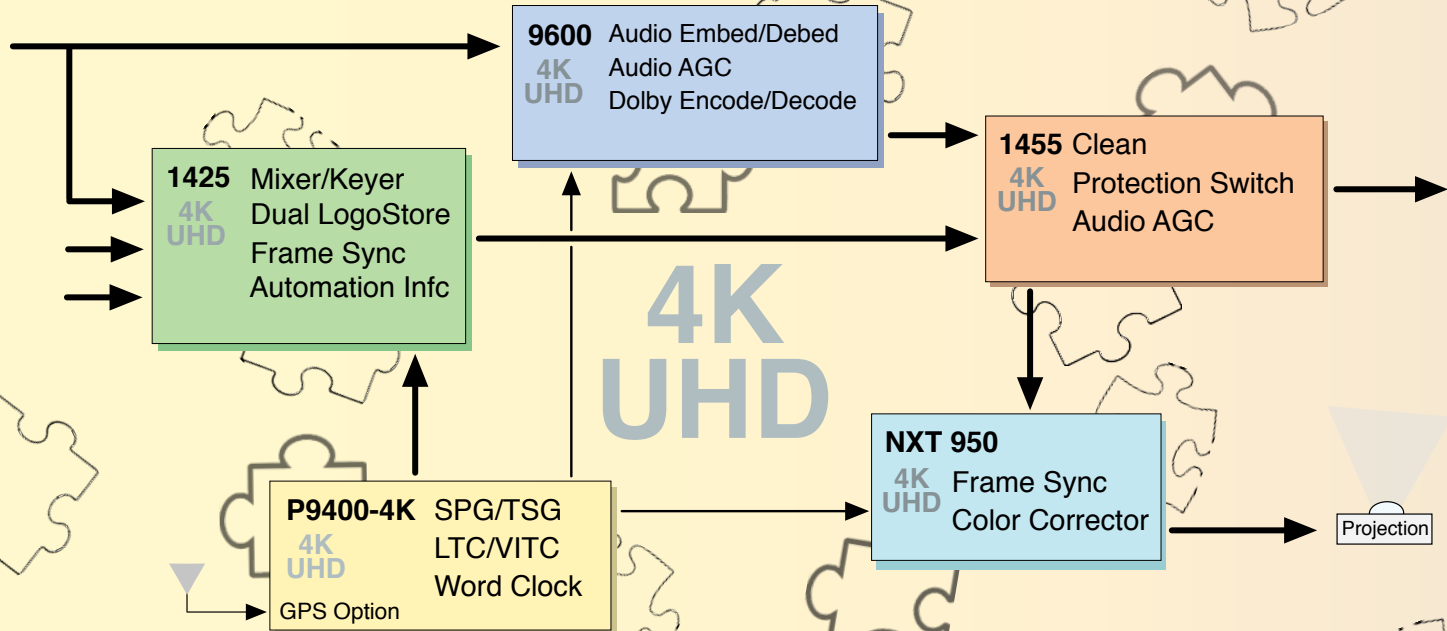 9600 Audio Embed/Debed
4K Audio AGC
UHD Dolby Encode/Decode
1425 Mixer/Keyer
4K Dual LogoStore
UHD Frame Sync
Automation Infc
1455 Clean
4K Protection Switch
UHD Audio AGC
4K
UHD
NXT 950
4K Frame Sync
UHD Color Corrector
P9400-4K SPG/TSG
4K LTC/VITC
UHD Word Clock
GPS Option
Projection